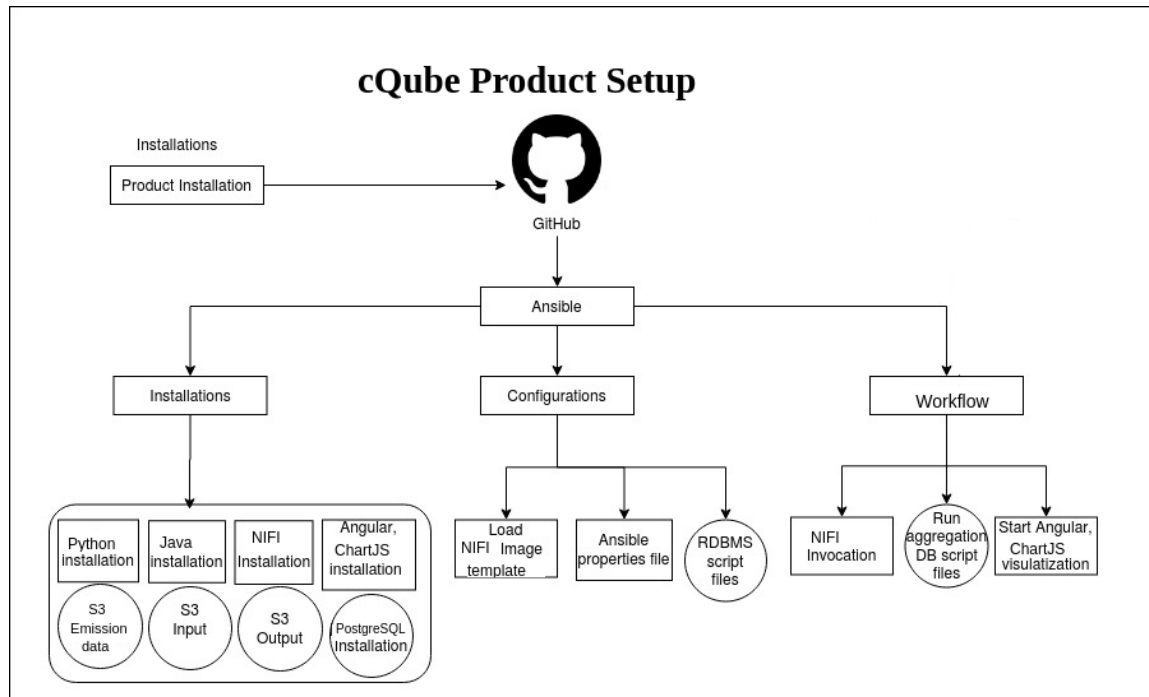 cQube Product Setup
Installations
Product Installation
GitHub
Ansible
Installations
Configurations
Workflow
Python
installation
Java
installation
NIFI
Installation
Angular,
ChartJS
installation
S3
Emission
data
S3
Input
S3
Output
PostgreSQL
Installation
Load
NIFI Image
template
Ansible
properties file
RDBMS
script
files
NIFI
Invocation
Run
aggregation
DB script
files
Start Angular,
ChartJS
visulatization